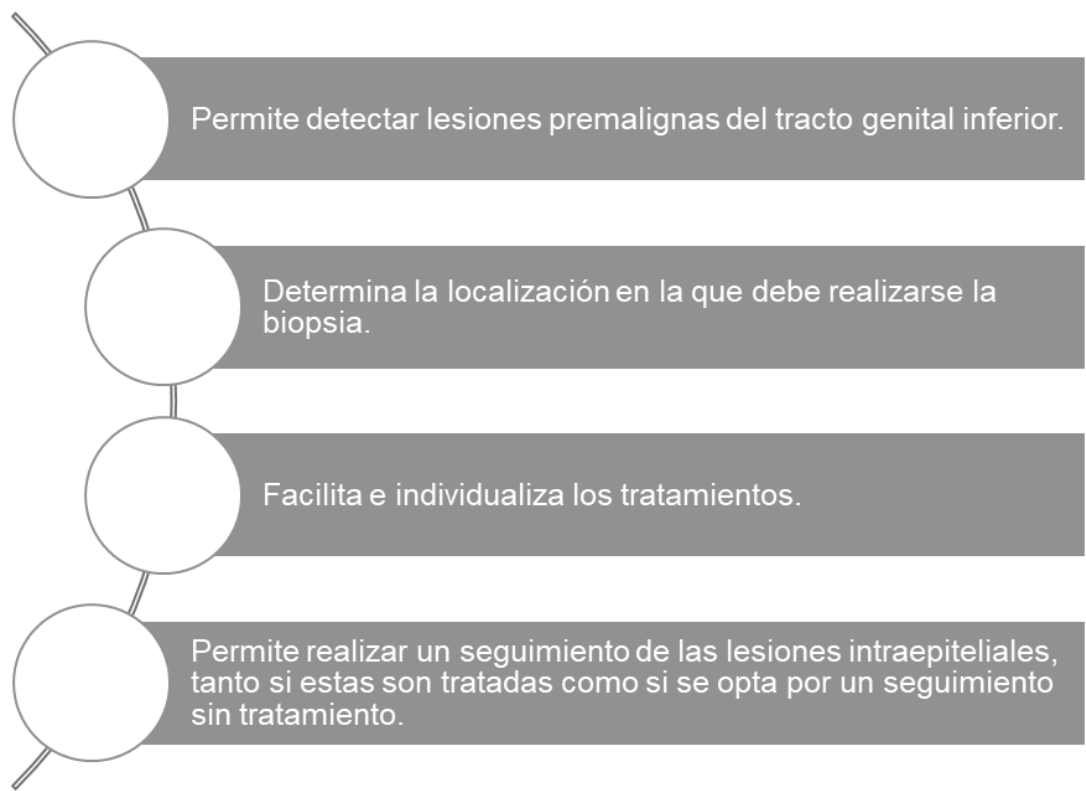 Permite detectar lesiones premalignas del tracto genital inferior.
Determina la localización en la que debe realizarse la
biopsia.
Facilita e individualiza los tratamientos.
Permite realizar un seguimiento de las lesiones intraepiteliales,
tanto si estas son tratadas como si se opta por un seguimiento
sin tratamiento.